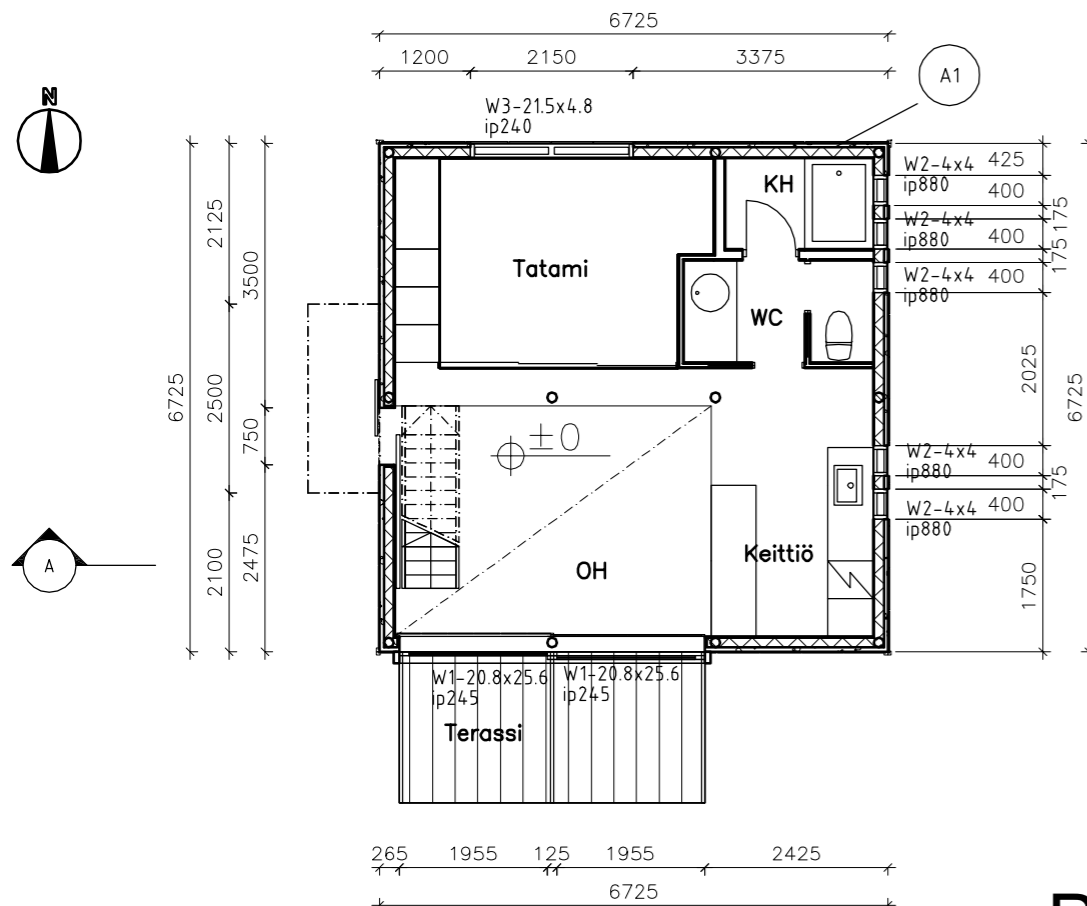 6725
1200 2150 3375
A1
N
W3-21.5x4.8
ip240
W2-4x4 425
ip880
400
175
W2-4x4
ip880
400
175
W2-4x4
ip880
400
KH
2125
3500
Tatami
WC
2025
6725
2500
6725
750
±0
W2-4x4
ip880
400
175
W2-4x4 400
ip880
A
2100
2475
OH
Keittiö
1750
W1-20.8x25.6
ip245
W1-20.8x25.6
ip245
Terassi
265 1955 125 1955 2425
6725